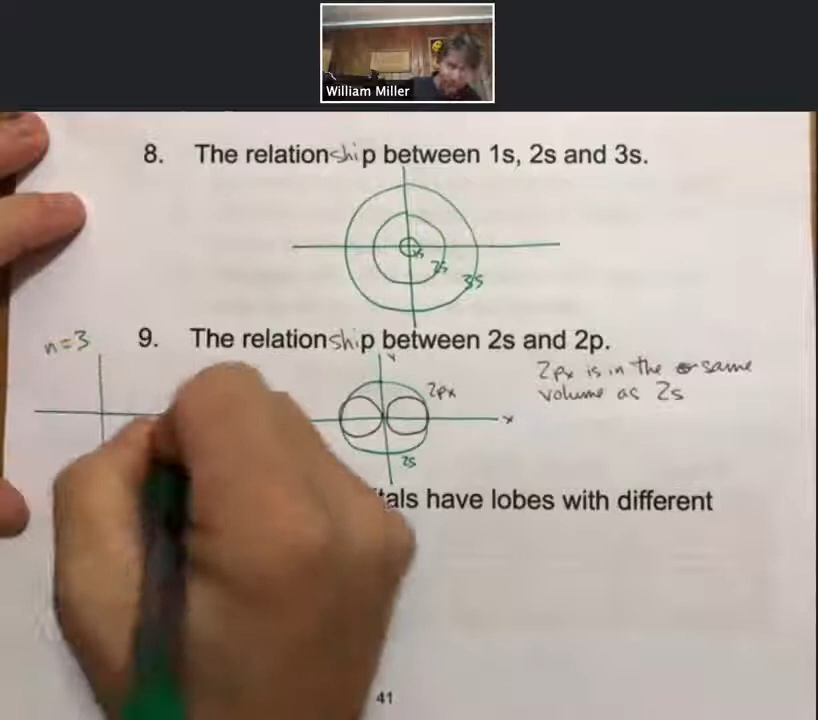 William Miller
8. The relationship between 1s, 2s and 3s.
2s
3s
n=3
9. The relationship between 2s and 2p.
2px is in the same
volume as 2s
y
2px
x
2s
tals have lobes with different
41